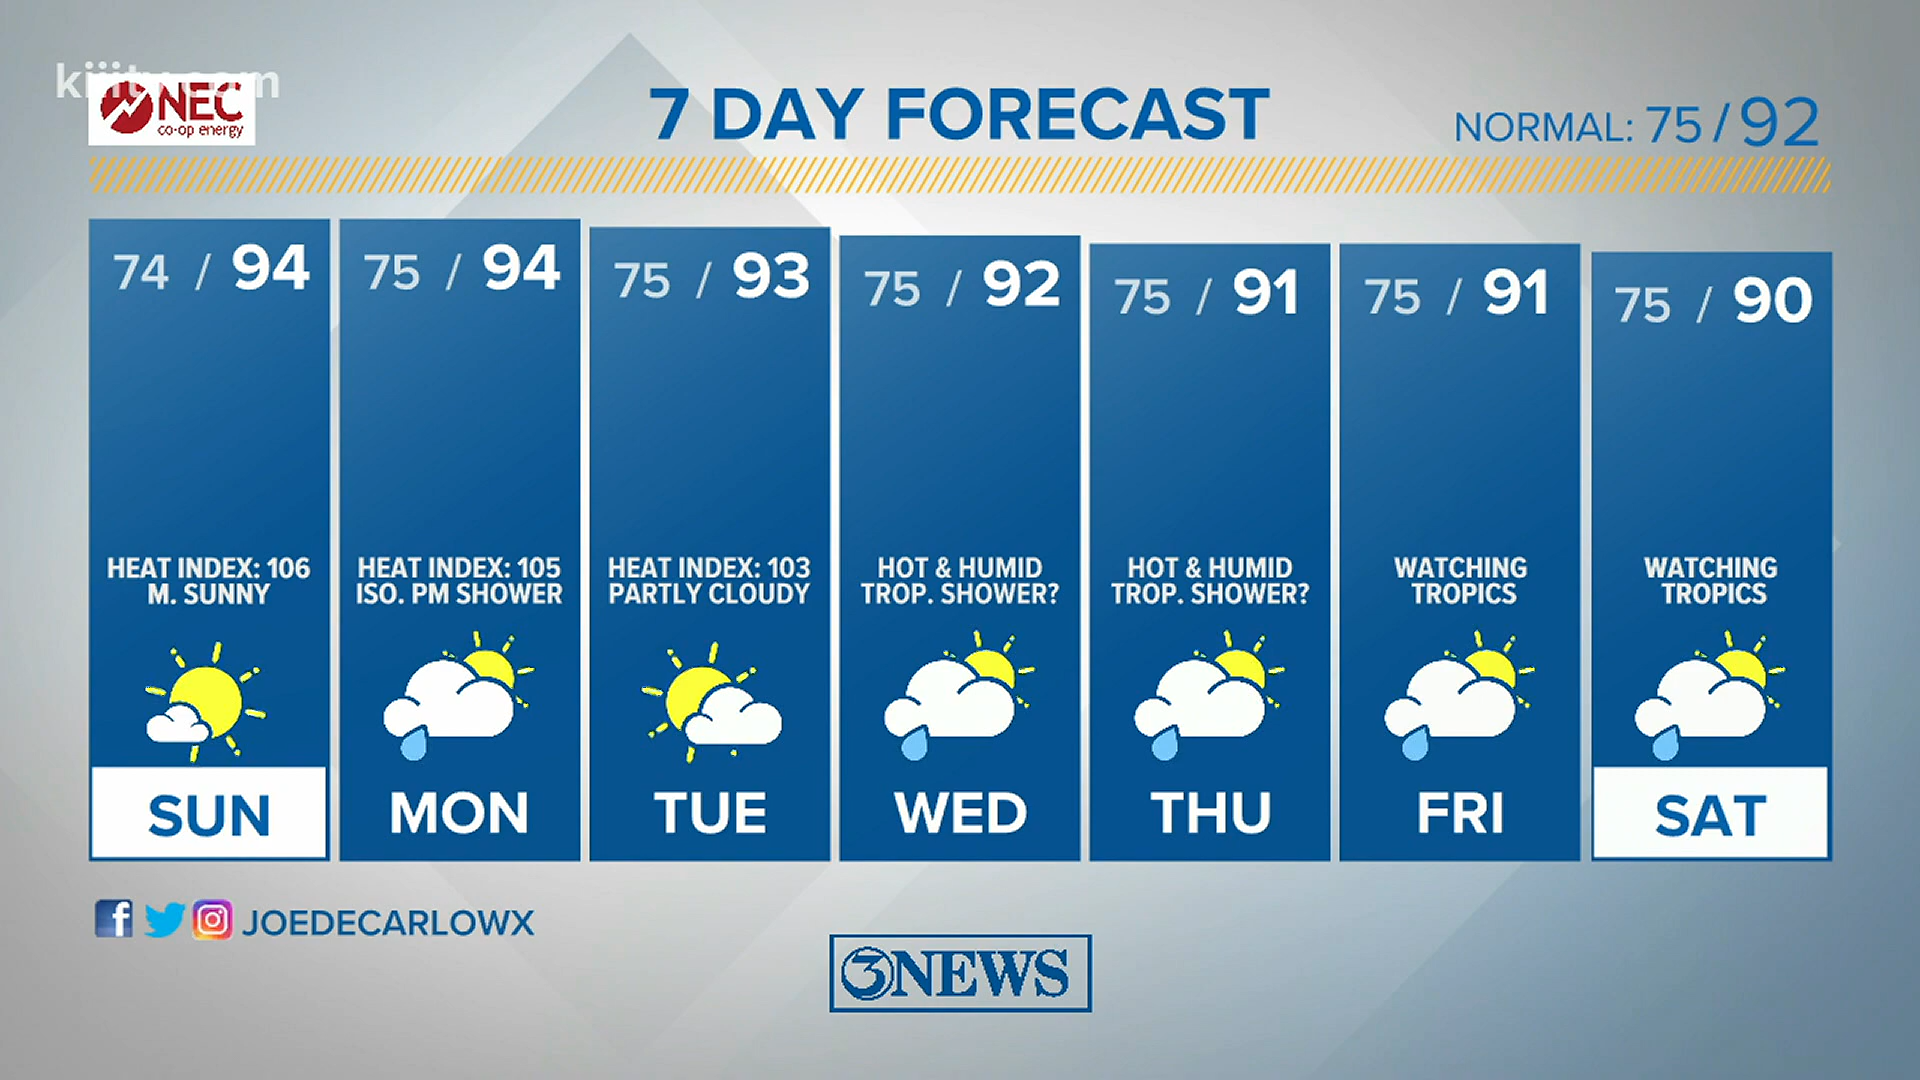 kiiitv.com
NEC
co-op energy
7 DAY FORECAST
NORMAL: 75 / 92
74 / 94
HEAT INDEX: 106
M. SUNNY
SUN
75 / 94
HEAT INDEX: 105
ISO. PM SHOWER
MON
75 / 93
HEAT INDEX: 103
PARTLY CLOUDY
TUE
75 / 92
HOT & HUMID
TROP. SHOWER?
WED
75 / 91
HOT & HUMID
TROP. SHOWER?
THU
75 / 91
WATCHING
TROPICS
FRI
75 / 90
WATCHING
TROPICS
SAT
f JOEDECARLOWX
3NEWS